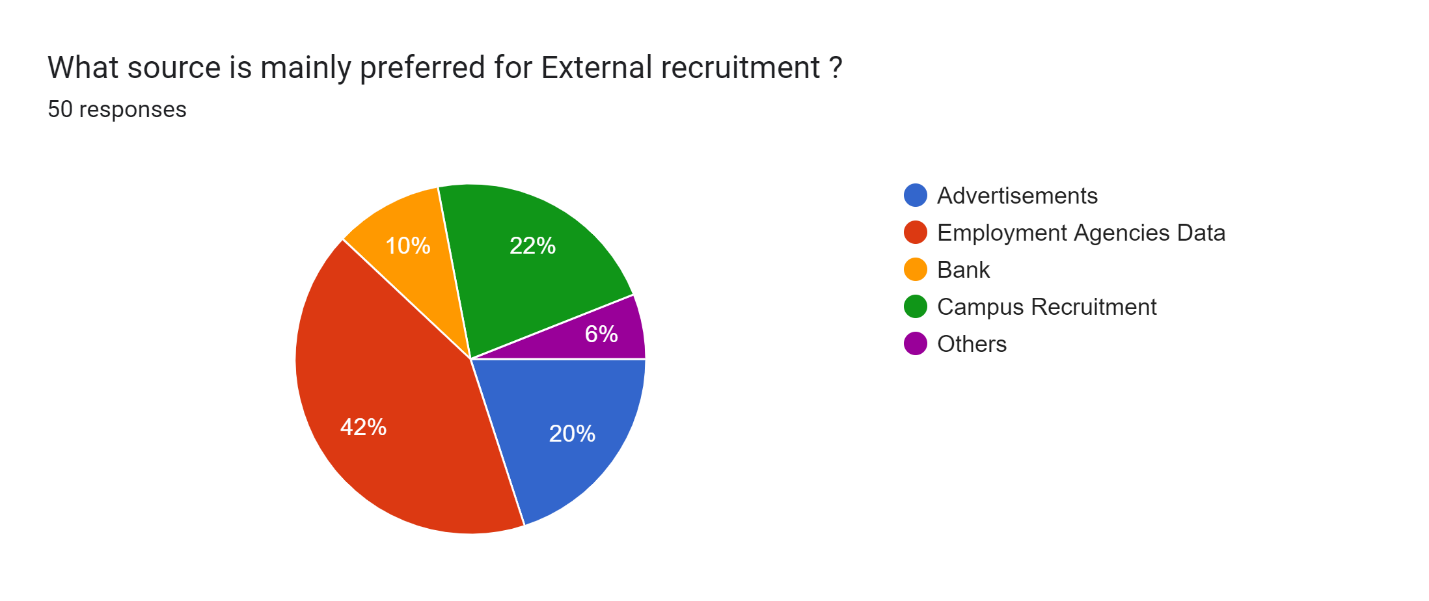 What source is mainly preferred for External recruitment ?
50 responses
10%
22%
6%
42%
20%
Advertisements
Employment Agencies Data
Bank
Campus Recruitment
Others